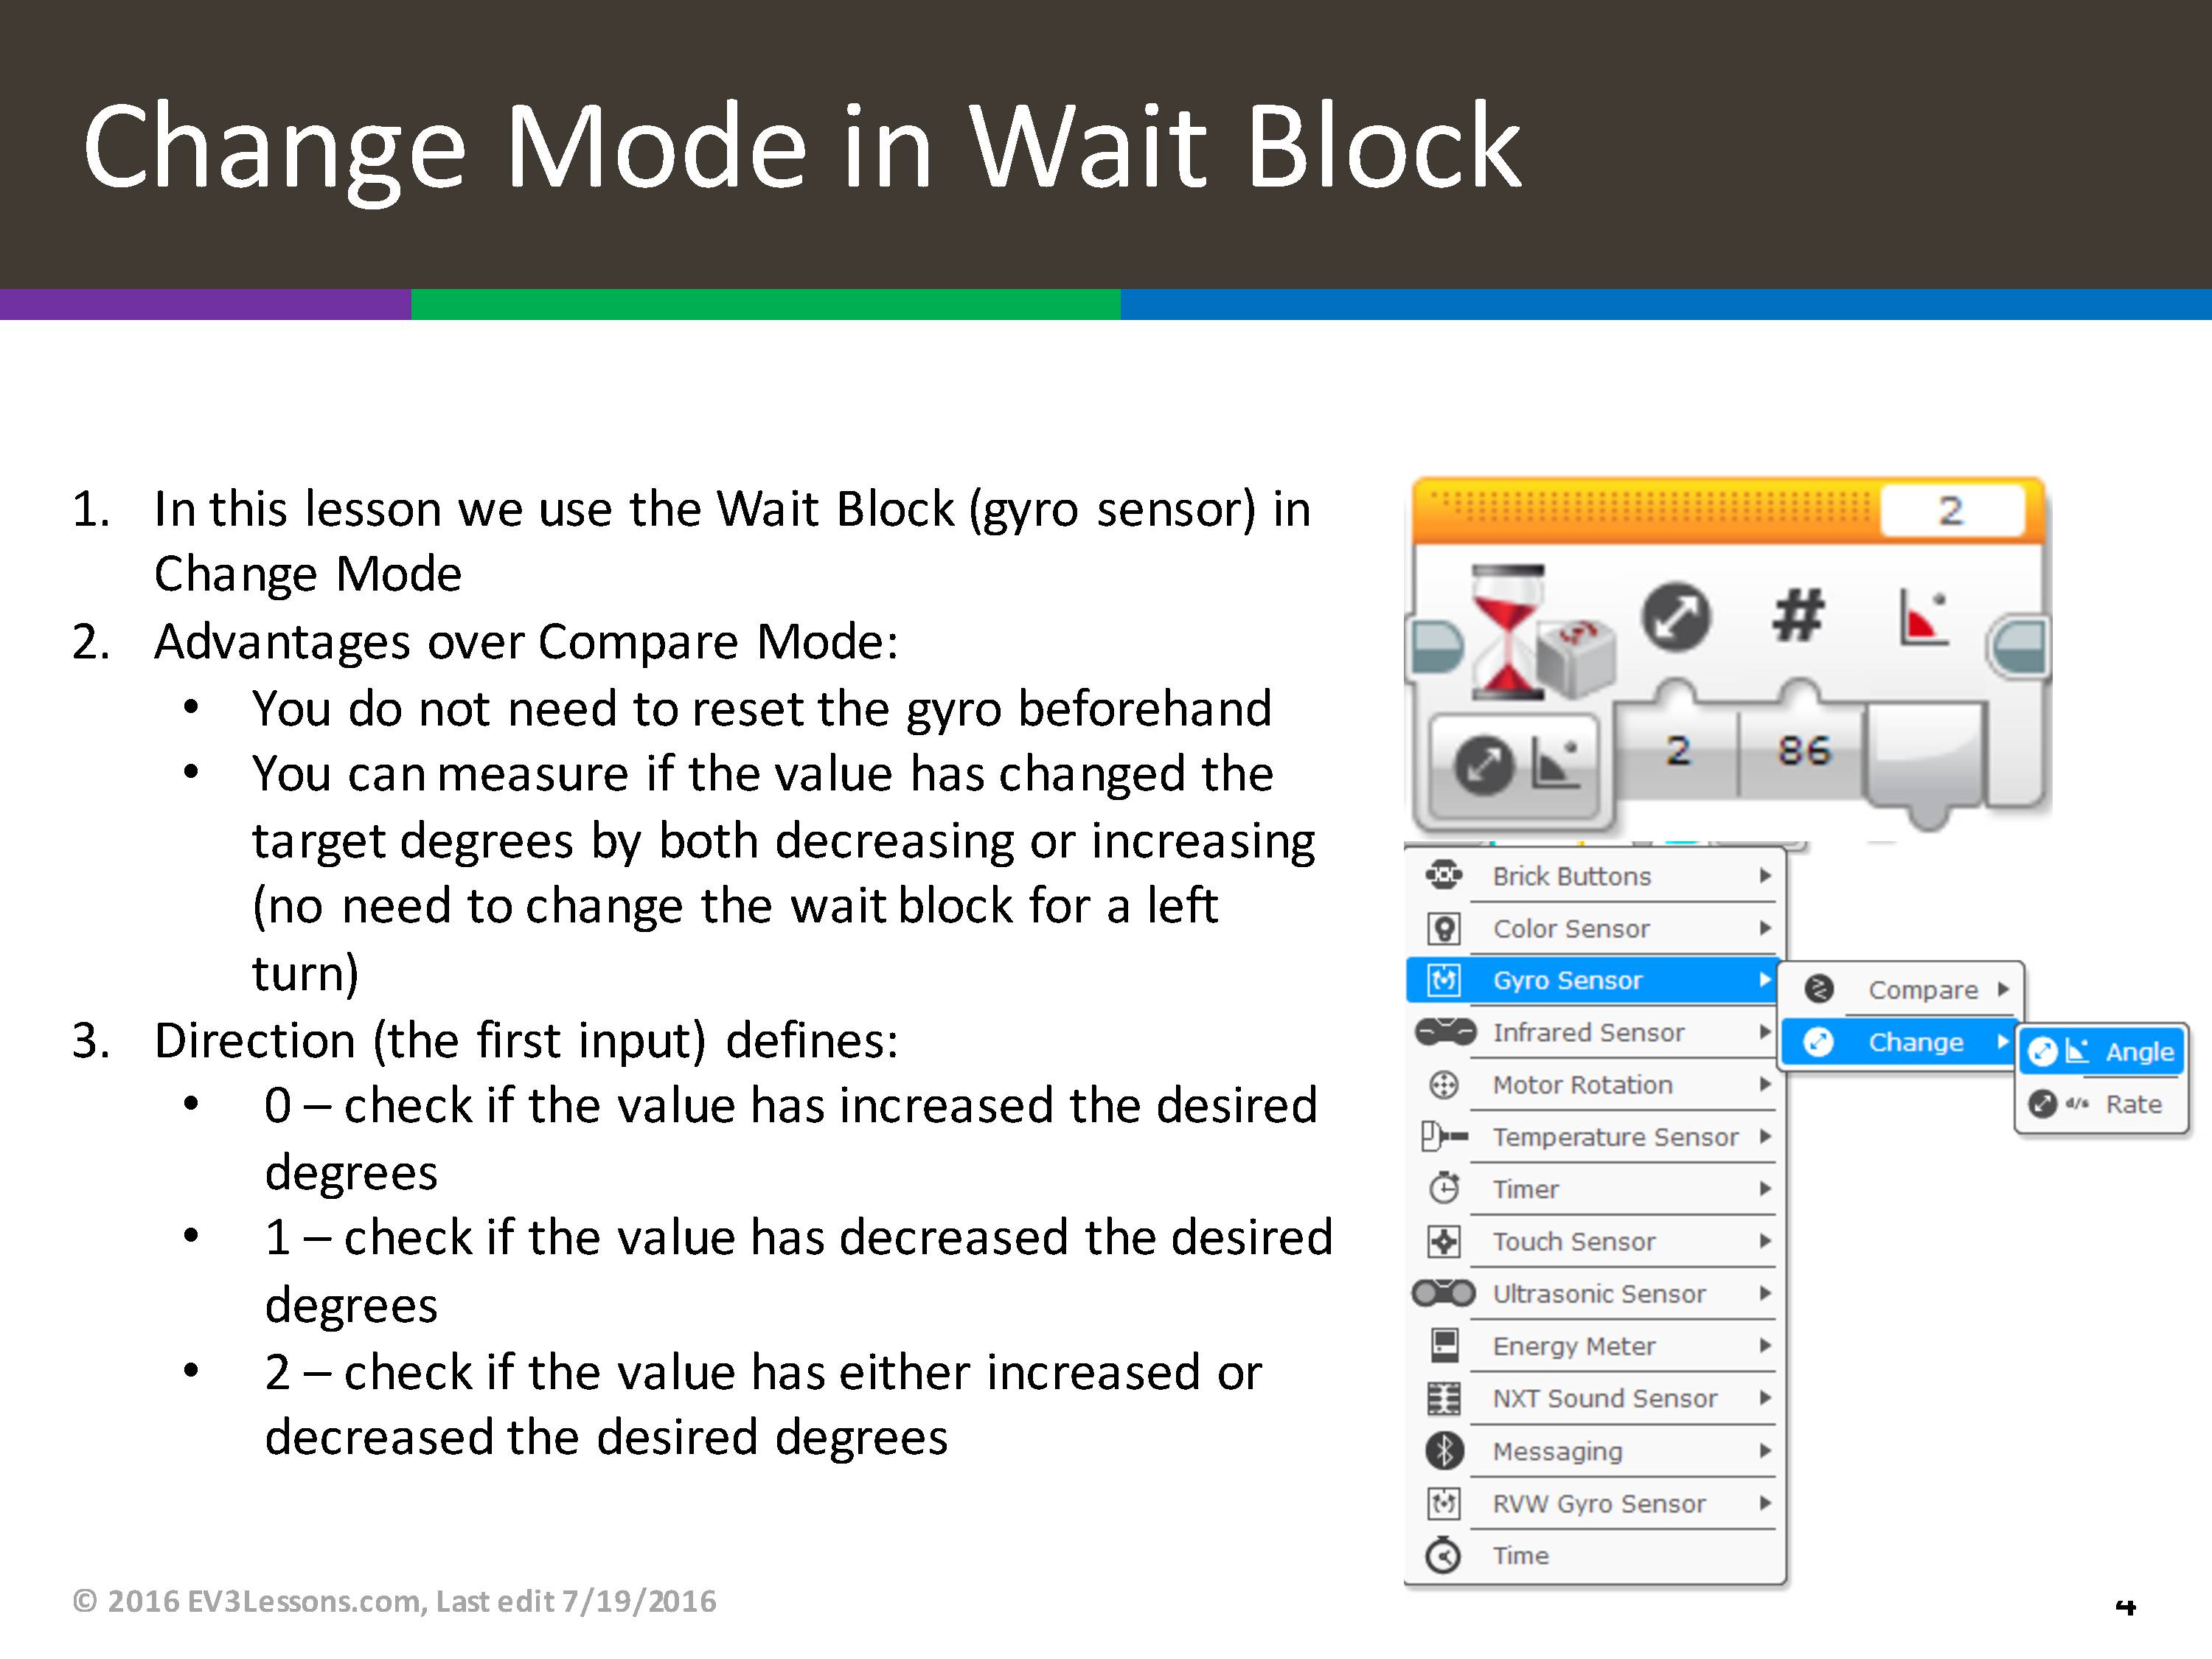 Change Mode in Wait Block
1. In this lesson we use the Wait Block (gyro sensor) in
Change Mode
2. Advantages over Compare Mode:
• You do not need to reset the gyro beforehand
• You can measure if the value has changed the
target degrees by both decreasing or increasing
(no need to change the wait block for a left
turn)
3. Direction (the first input) defines:
• 0 – check if the value has increased the desired
degrees
• 1 – check if the value has decreased the desired
degrees
• 2 – check if the value has either increased or
decreased the desired degrees
2
#
2 86
Brick Buttons
Color Sensor
Gyro Sensor
Infrared Sensor
Motor Rotation
Temperature Sensor
Timer
Touch Sensor
Ultrasonic Sensor
Energy Meter
NXT Sound Sensor
Messaging
RVW Gyro Sensor
Time
Compare
Change
Angle
d/s Rate
© 2016 EV3Lessons.com, Last edit 7/19/2016
4